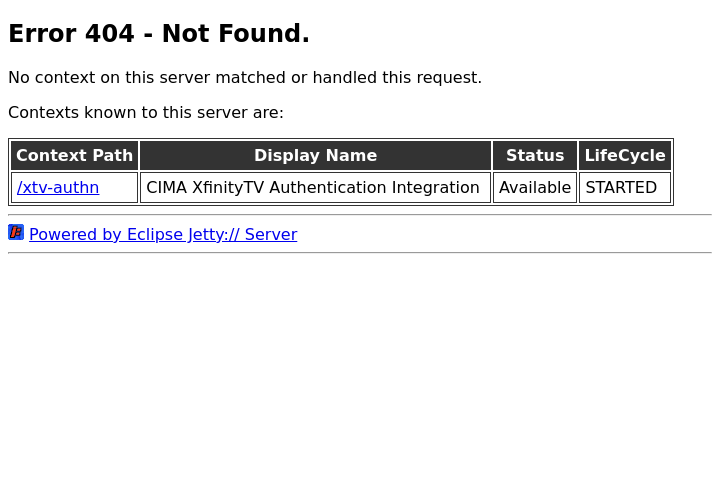 Error 404 - Not Found.
No context on this server matched or handled this request.
Contexts known to this server are:
Context Path Display Name Status LifeCycle
/xtv-authn CIMA XfinityTV Authentication Integration Available STARTED
Powered by Eclipse Jetty:// Server